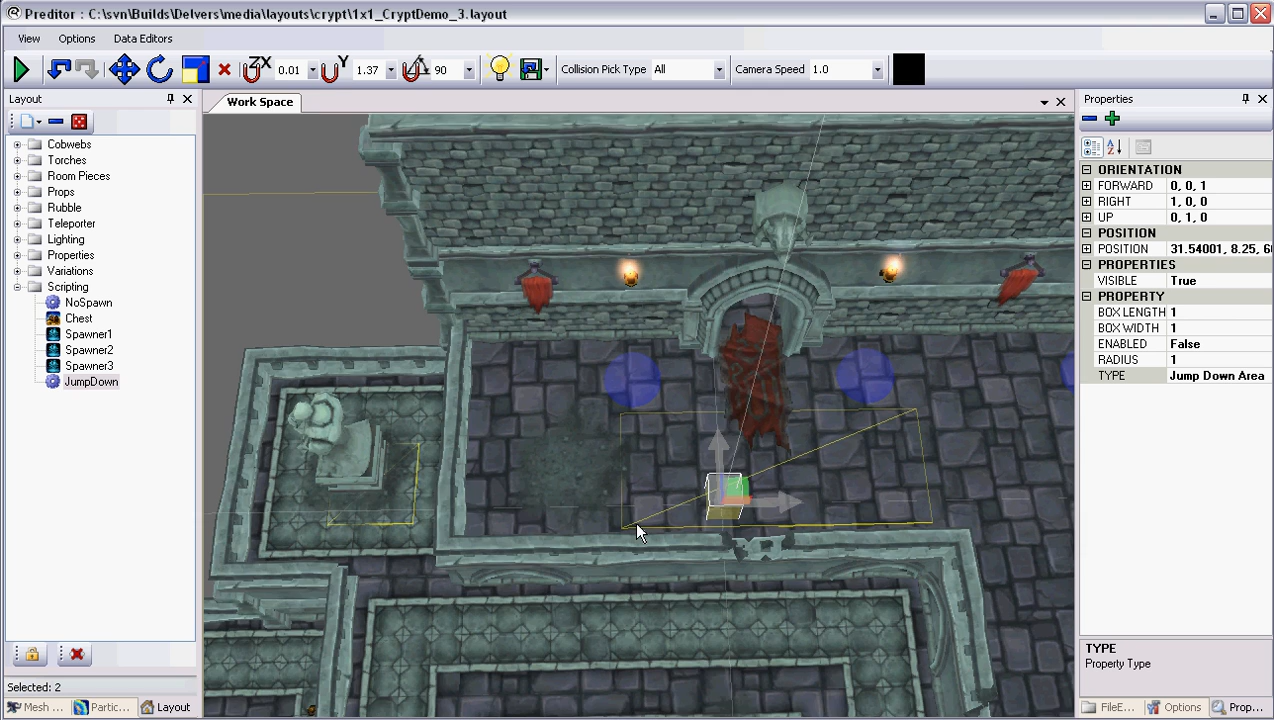 Preditor : C:\svn\Builds\Delvers\media\layouts\crypt\1x1_CryptDemo_3.layout
View Options Data Editors
ZX 0.01 Y 1.37 90 Collision Pick Type All Camera Speed 1.0
Layout
Work Space
Properties
Cobwebs
Torches
Room Pieces
Props
Rubble
Teleporter
Lighting
Properties
Variations
Scripting
NoSpawn
Chest
Spawner1
Spawner2
Spawner3
JumpDown
ORIENTATION
FORWARD 0, 0, 1
RIGHT 1, 0, 0
UP 0, 1, 0
POSITION
POSITION 31.54001, 8.25, 6
PROPERTIES
VISIBLE True
PROPERTY
BOX LENGTH 1
BOX WIDTH 1
ENABLED False
RADIUS 1
TYPE Jump Down Area
TYPE
Property Type
Selected: 2
Mesh ... Partic... Layout
FileE... Options Prop...